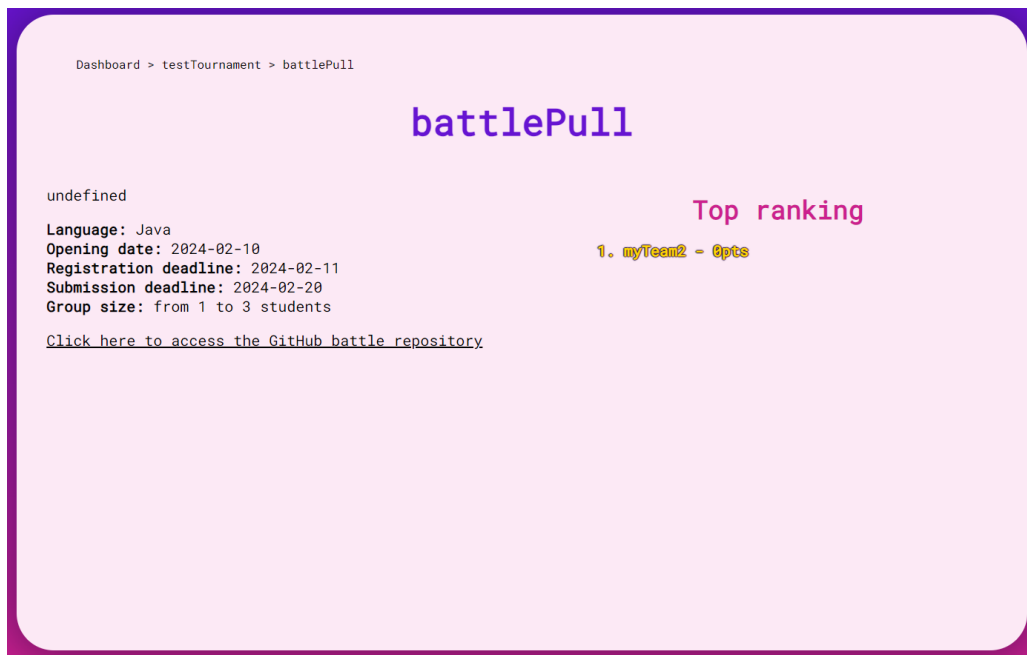 Dashboard > testTournament > battlePull
battlePull
undefined
Language: Java
Opening date: 2024-02-10
Registration deadline: 2024-02-11
Submission deadline: 2024-02-20
Group size: from 1 to 3 students
Click here to access the GitHub battle repository
Top ranking
1. myTeam2 - 0pts